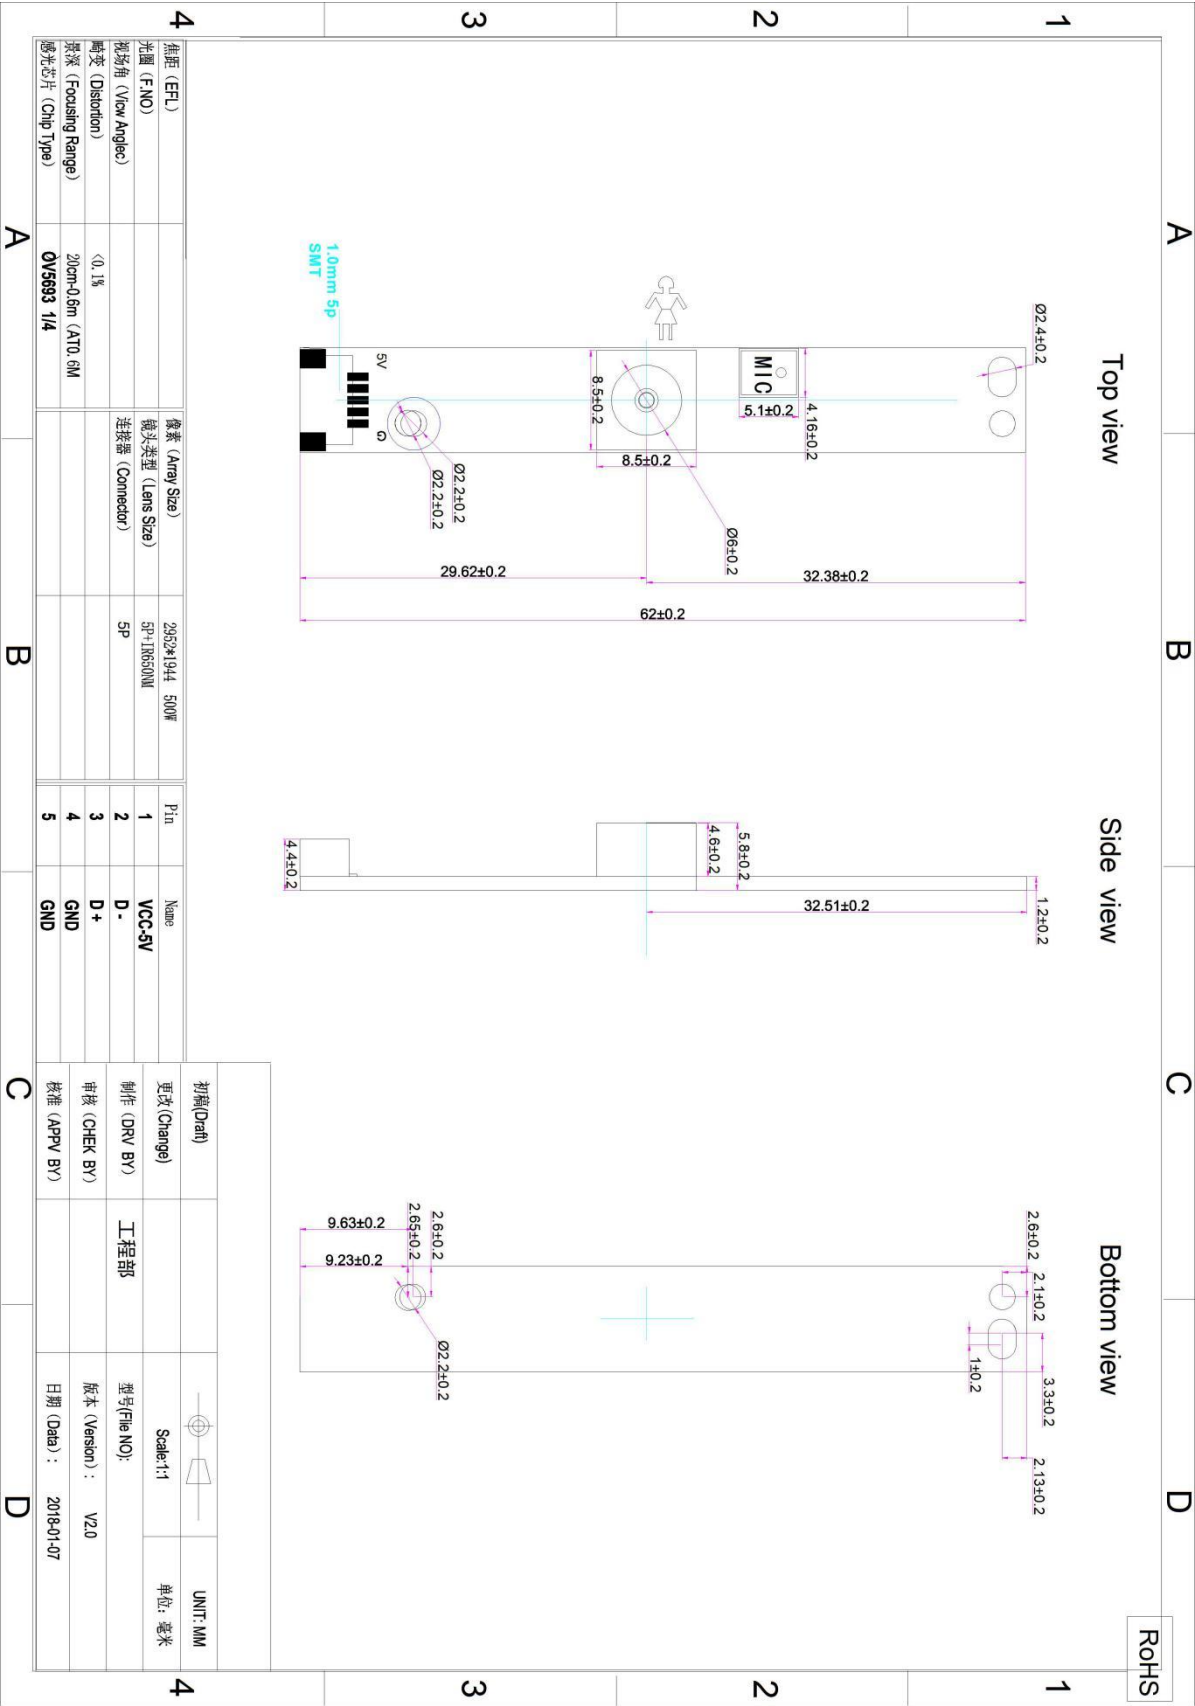 RoHS
A
B
C
D
1
2
3
4
Top view
Side view
Bottom view
Ø2.4±0.2
MIC
4.16±0.2
5.1±0.2
8.5±0.2
8.5±0.2
Ø6±0.2
1.0mm 5p
SMT
5V
G
Ø2.2±0.2
Ø2.2±0.2
29.62±0.2
32.38±0.2
62±0.2
1.2±0.2
5.8±0.2
4.6±0.2
32.51±0.2
4.4±0.2
2.6±0.2
2.1±0.2
3.3±0.2
1±0.2
2.13±0.2
2.6±0.2
2.65±0.2
9.63±0.2
9.23±0.2
Ø2.2±0.2
焦距（EFL）
光圈（F.NO）
视场角（Vicw Anglec）
畸变（Distortion） <0.1%
景深（Focusing Range） 20cm-0.6m（AT0.6M
感光芯片（Chip Type） OV5693 1/4
像素（Array Size） 2952*1944 500W
镜头类型（Lens Size） 5P+IR650NM
连接器（Connector） 5P
Pin Name
1 VCC-5V
2 D-
3 D+
4 GND
5 GND
初稿(Draft)
更改(Change)
制作（DRV BY） 工程部
审核（CHEK BY）
核准（APPV BY）
UNIT: MM
Scale:1:1 单位：毫米
型号(Flie NO):
版本（Version）： V2.0
日期（Data）： 2018-01-07
4
3
2
1
A
B
C
D